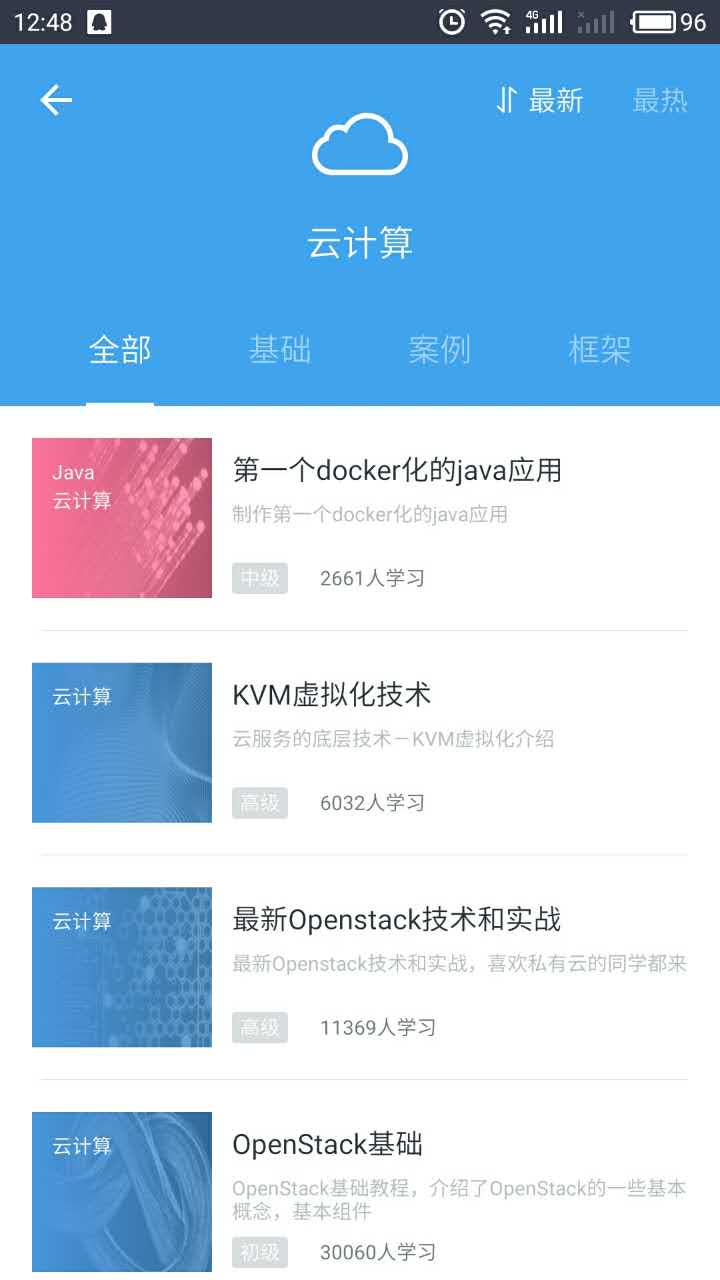 12:48 4G 96
最新 最热
云计算
全部 基础 案例 框架
Java
云计算
第一个docker化的java应用
制作第一个docker化的java应用
中级 2661人学习
云计算
KVM虚拟化技术
云服务的底层技术－KVM虚拟化介绍
高级 6032人学习
云计算
最新Openstack技术和实战
最新Openstack技术和实战，喜欢私有云的同学都来
高级 11369人学习
云计算
OpenStack基础
OpenStack基础教程，介绍了OpenStack的一些基本
概念，基本组件
初级 30060人学习